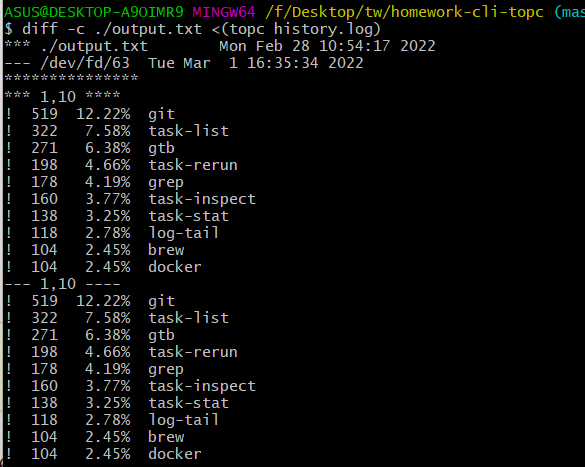 ASUS@DESKTOP-A9OIMR9 MINGW64 /f/Desktop/tw/homework-cli-topc (mas
$ diff -c ./output.txt <(topc history.log)
*** ./output.txt        Mon Feb 28 10:54:17 2022
--- /dev/fd/63  Tue Mar  1 16:35:34 2022
***************
*** 1,10 ****
!  519  12.22%  git
!  322   7.58%  task-list
!  271   6.38%  gtb
!  198   4.66%  task-rerun
!  178   4.19%  grep
!  160   3.77%  task-inspect
!  138   3.25%  task-stat
!  118   2.78%  log-tail
!  104   2.45%  brew
!  104   2.45%  docker
--- 1,10 ----
!  519  12.22%  git
!  322   7.58%  task-list
!  271   6.38%  gtb
!  198   4.66%  task-rerun
!  178   4.19%  grep
!  160   3.77%  task-inspect
!  138   3.25%  task-stat
!  118   2.78%  log-tail
!  104   2.45%  brew
!  104   2.45%  docker